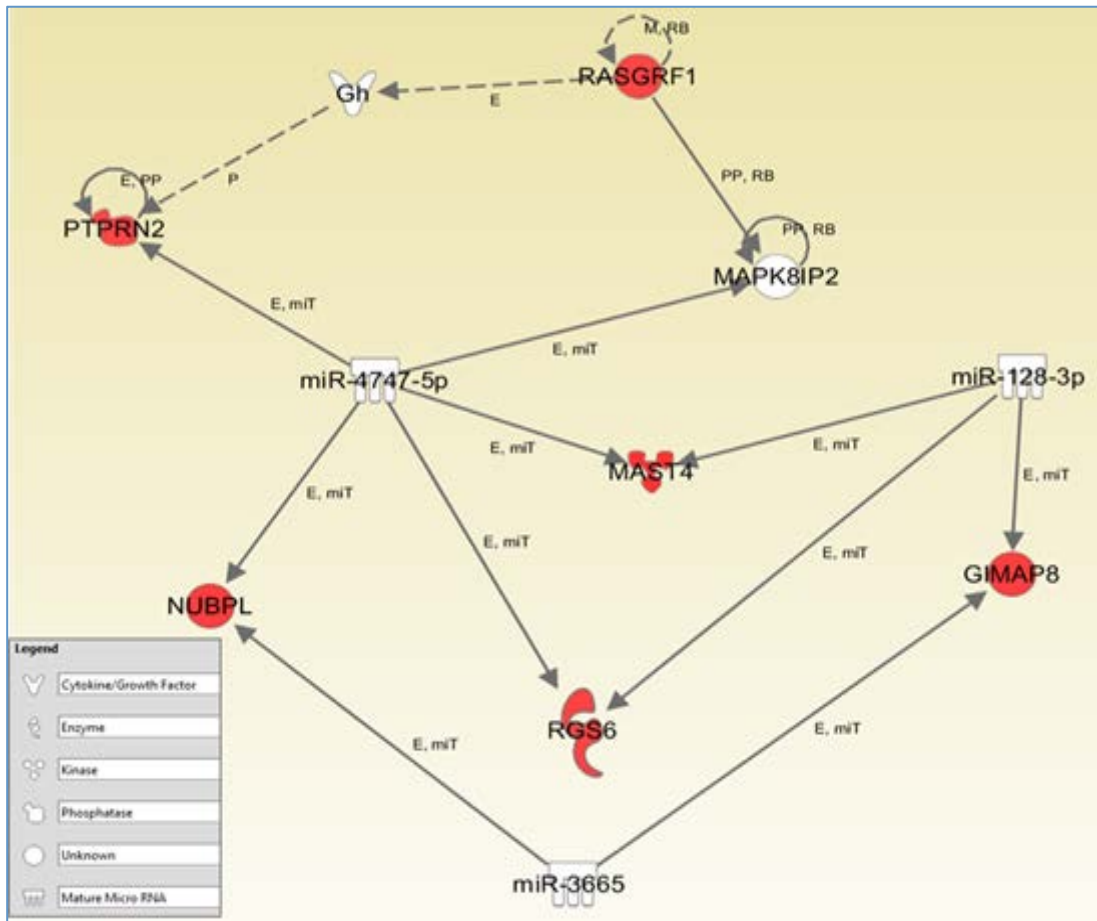 M, RB
RASGRF1
Gh
E
E, PP
P
PP, RB
PTPRN2
PP, RB
MAPK8IP2
E, miT
E, miT
miR-4747-5p
miR-128-3p
E, miT
E, miT
MAST4
E, miT
E, miT
E, miT
E, miT
GIMAP8
NUBPL
Legend
Cytokine/Growth Factor
Enzyme
Kinase
Phosphatase
Unknown
Mature Micro RNA
RGS6
E, miT
E, miT
miR-3665